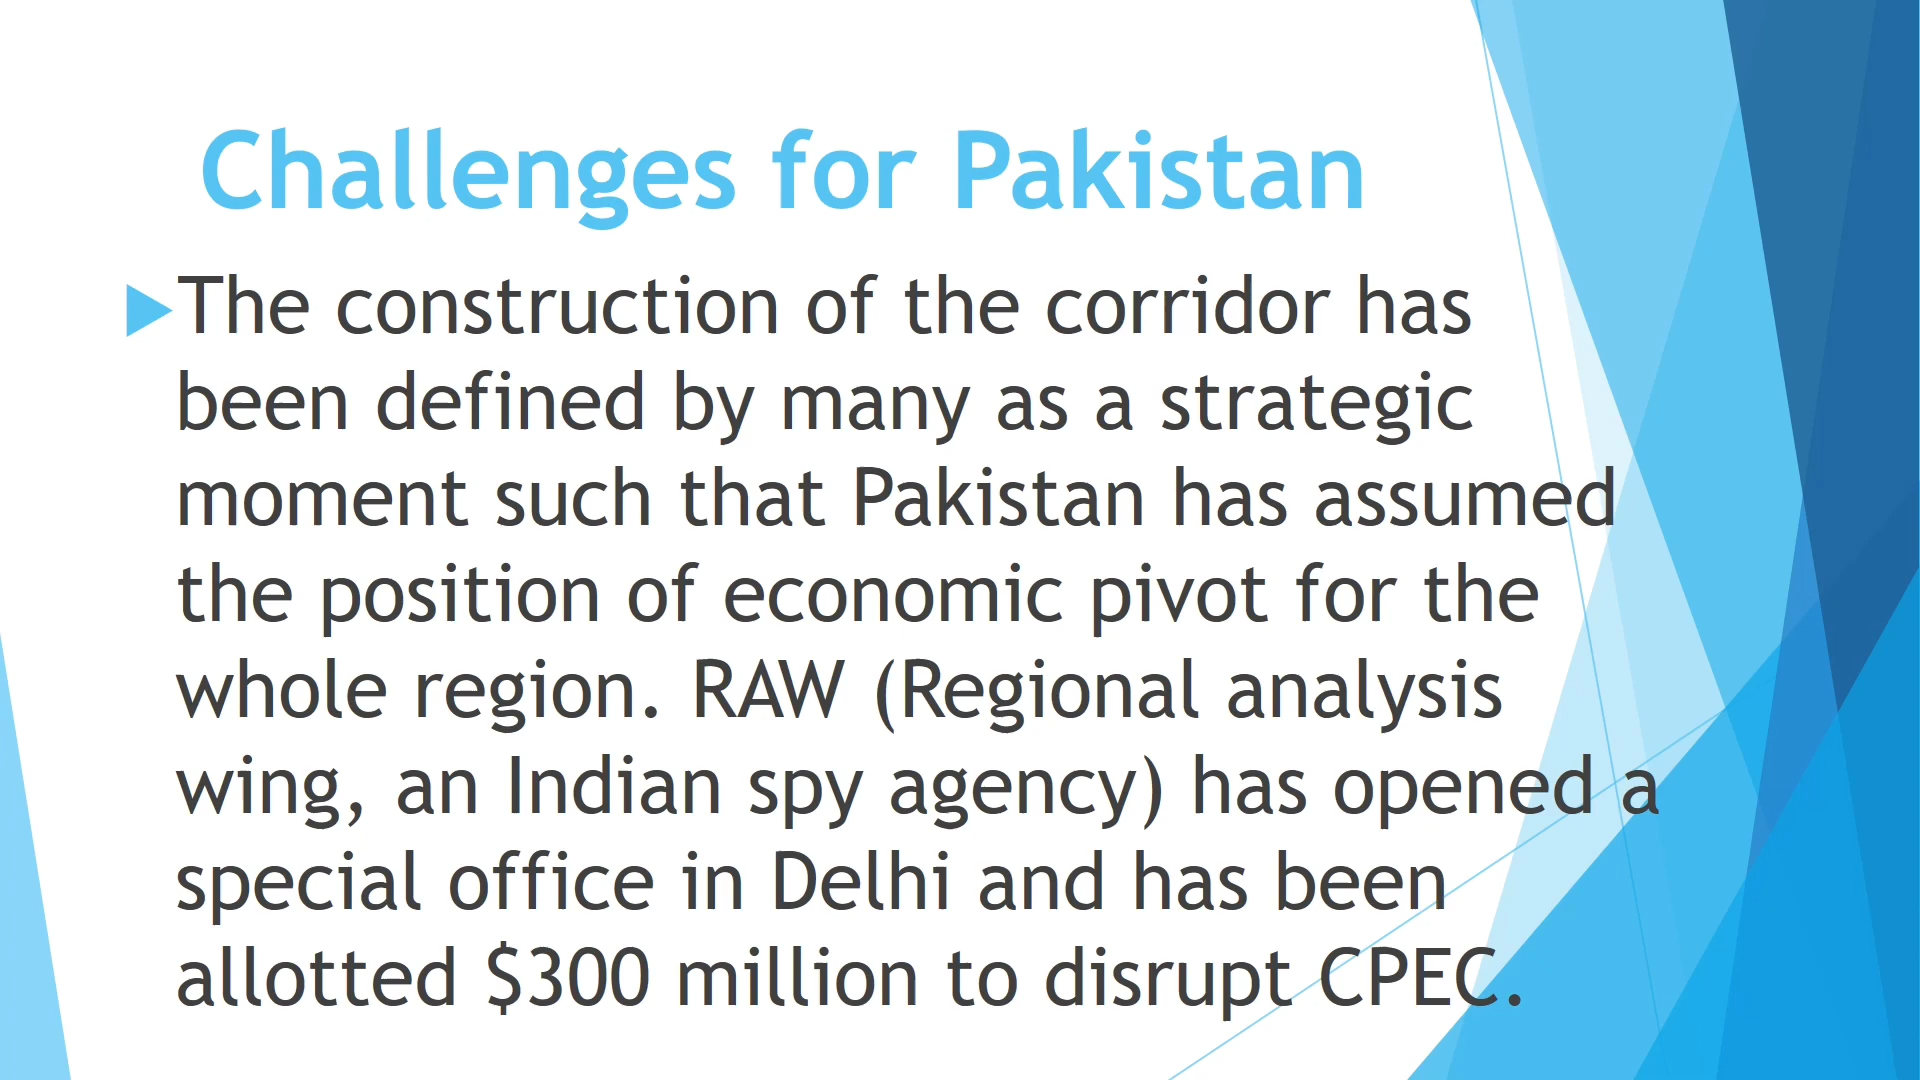 Challenges for Pakistan
The construction of the corridor has
been defined by many as a strategic
moment such that Pakistan has assumed
the position of economic pivot for the
whole region. RAW (Regional analysis
wing, an Indian spy agency) has opened a
special office in Delhi and has been
allotted $300 million to disrupt CPEC.